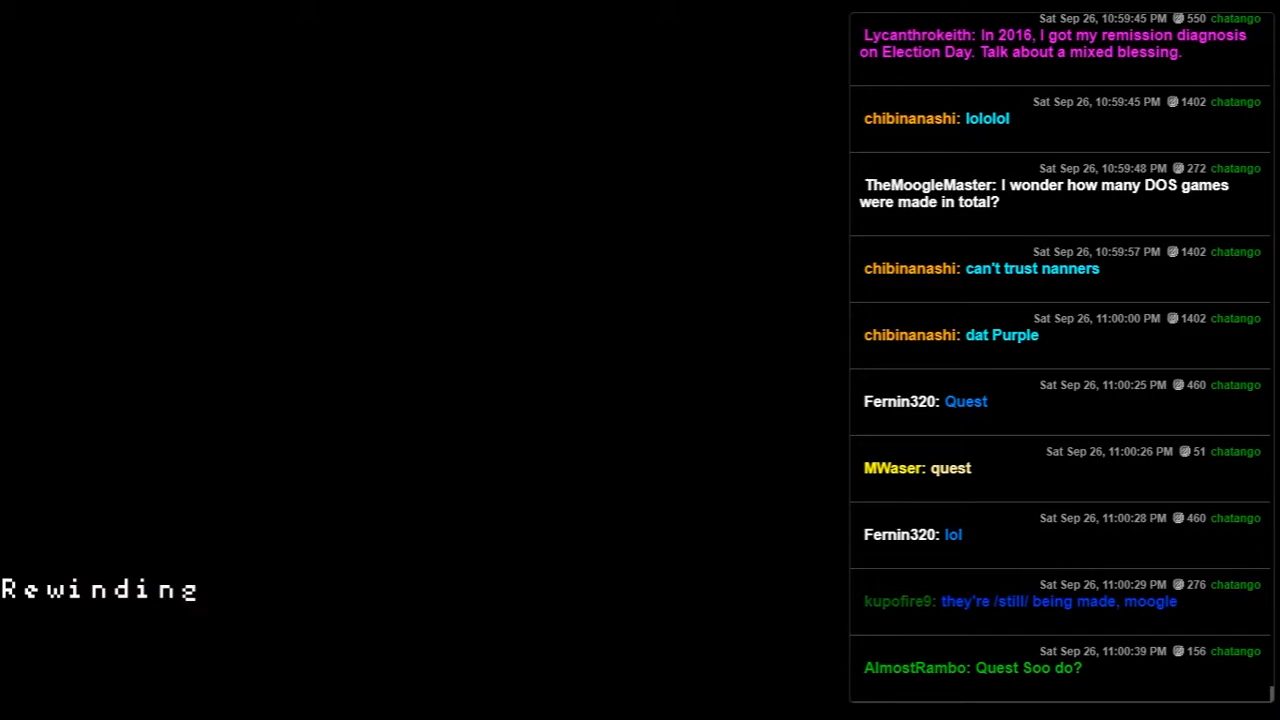 Sat Sep 26, 10:59:45 PM 550 chatango
Lycanthrokeith: In 2016, I got my remission diagnosis
on Election Day. Talk about a mixed blessing.
Sat Sep 26, 10:59:45 PM 1402 chatango
chibinanashi: lololol
Sat Sep 26, 10:59:48 PM 272 chatango
TheMoogleMaster: I wonder how many DOS games
were made in total?
Sat Sep 26, 10:59:57 PM 1402 chatango
chibinanashi: can't trust nanners
Sat Sep 26, 11:00:00 PM 1402 chatango
chibinanashi: dat Purple
Sat Sep 26, 11:00:25 PM 460 chatango
Fernin320: Quest
Sat Sep 26, 11:00:26 PM 51 chatango
MWaser: quest
Sat Sep 26, 11:00:28 PM 460 chatango
Fernin320: lol
Sat Sep 26, 11:00:29 PM 276 chatango
kupofire9: they're /still/ being made, moogle
Sat Sep 26, 11:00:39 PM 156 chatango
AlmostRambo: Quest Soo do?
Rewinding